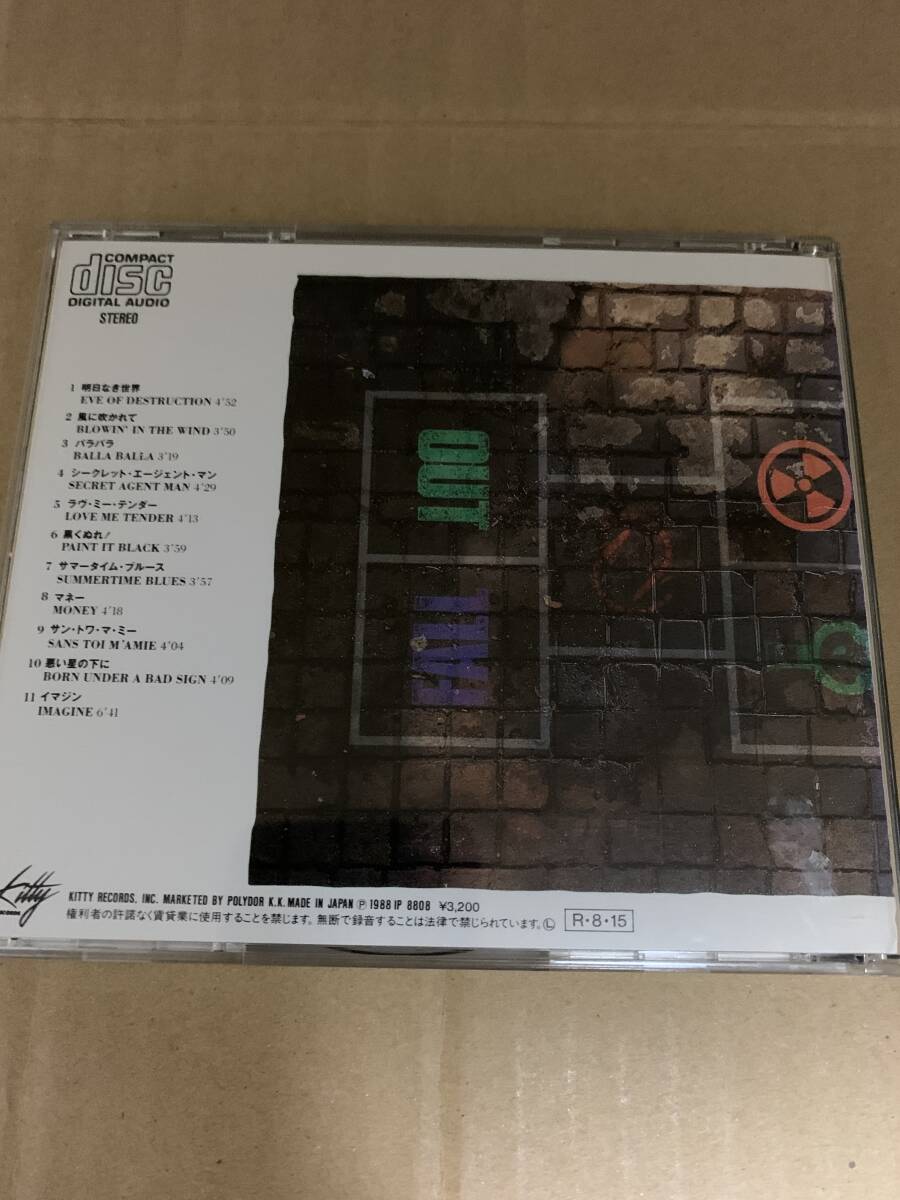 COMPACT
disc
DIGITAL AUDIO
STEREO
1 明日なき世界
EVE OF DESTRUCTION 4'52
2 風に吹かれて
BLOWIN' IN THE WIND 3'50
3 バラバラ
BALLA BALLA 3'19
4 シークレット・エージェント・マン
SECRET AGENT MAN 4'29
5 ラヴ・ミー・テンダー
LOVE ME TENDER 4'13
6 黒くぬれ!
PAINT IT BLACK 3'59
7 サマータイム・ブルース
SUMMERTIME BLUES 3'57
8 マネー
MONEY 4'18
9 サン・トワ・マ・ミー
SANS TOI M'AMIE 4'04
10 悪い星の下に
BORN UNDER A BAD SIGN 4'09
11 イマジン
IMAGINE 6'41
OUT
FALL
Kitty
KITTY RECORDS, INC. MARKETED BY POLYDOR K.K. MADE IN JAPAN Ⓟ 1988 IP 8808 ¥3,200
権利者の許諾なく賃貸業に使用することを禁じます。無断で録音することは法律で禁じられています。Ⓛ R・8・15